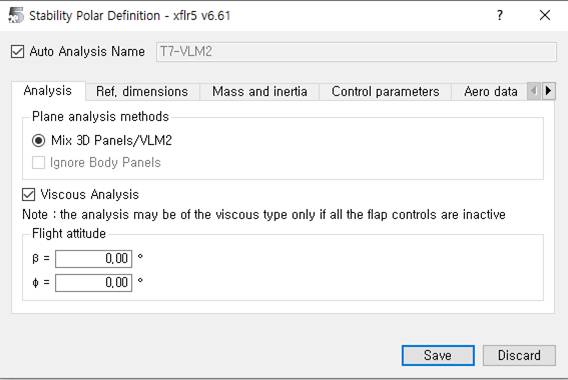 Stability Polar Definition - xflr5 v6.61
Auto Analysis Name T7-VLM2
Analysis Ref. dimensions Mass and inertia Control parameters Aero data
Plane analysis methods
Mix 3D Panels/VLM2
Ignore Body Panels
Viscous Analysis
Note : the analysis may be of the viscous type only if all the flap controls are inactive
Flight attitude
β = 0,00 °
ϕ = 0,00 °
Save Discard